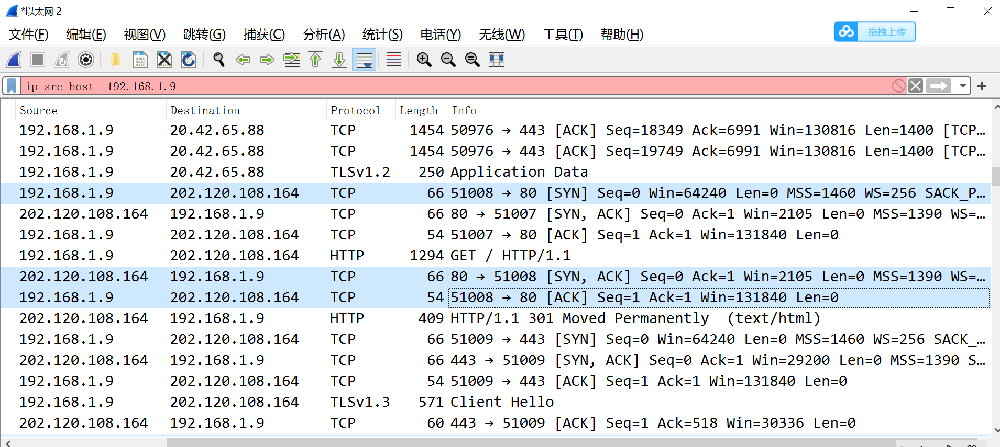 *以太网 2
文件(F) 编辑(E) 视图(V) 跳转(G) 捕获(C) 分析(A) 统计(S) 电话(Y) 无线(W) 工具(T) 帮助(H) 拖拽上传
ip src host==192.168.1.9
Source Destination Protocol Length Info
192.168.1.9 20.42.65.88 TCP 1454 50976 → 443 [ACK] Seq=18349 Ack=6991 Win=130816 Len=1400 [TCP…
192.168.1.9 20.42.65.88 TCP 1454 50976 → 443 [ACK] Seq=19749 Ack=6991 Win=130816 Len=1400 [TCP…
192.168.1.9 20.42.65.88 TLSv1.2 250 Application Data
192.168.1.9 202.120.108.164 TCP 66 51008 → 80 [SYN] Seq=0 Win=64240 Len=0 MSS=1460 WS=256 SACK_P…
202.120.108.164 192.168.1.9 TCP 66 80 → 51007 [SYN, ACK] Seq=0 Ack=1 Win=2105 Len=0 MSS=1390 WS=…
192.168.1.9 202.120.108.164 TCP 54 51007 → 80 [ACK] Seq=1 Ack=1 Win=131840 Len=0
192.168.1.9 202.120.108.164 HTTP 1294 GET / HTTP/1.1
202.120.108.164 192.168.1.9 TCP 66 80 → 51008 [SYN, ACK] Seq=0 Ack=1 Win=2105 Len=0 MSS=1390 WS=…
192.168.1.9 202.120.108.164 TCP 54 51008 → 80 [ACK] Seq=1 Ack=1 Win=131840 Len=0
202.120.108.164 192.168.1.9 HTTP 409 HTTP/1.1 301 Moved Permanently (text/html)
192.168.1.9 202.120.108.164 TCP 66 51009 → 443 [SYN] Seq=0 Win=64240 Len=0 MSS=1460 WS=256 SACK_…
202.120.108.164 192.168.1.9 TCP 66 443 → 51009 [SYN, ACK] Seq=0 Ack=1 Win=29200 Len=0 MSS=1390 S…
192.168.1.9 202.120.108.164 TCP 54 51009 → 443 [ACK] Seq=1 Ack=1 Win=131840 Len=0
192.168.1.9 202.120.108.164 TLSv1.3 571 Client Hello
202.120.108.164 192.168.1.9 TCP 60 443 → 51009 [ACK] Seq=1 Ack=518 Win=30336 Len=0